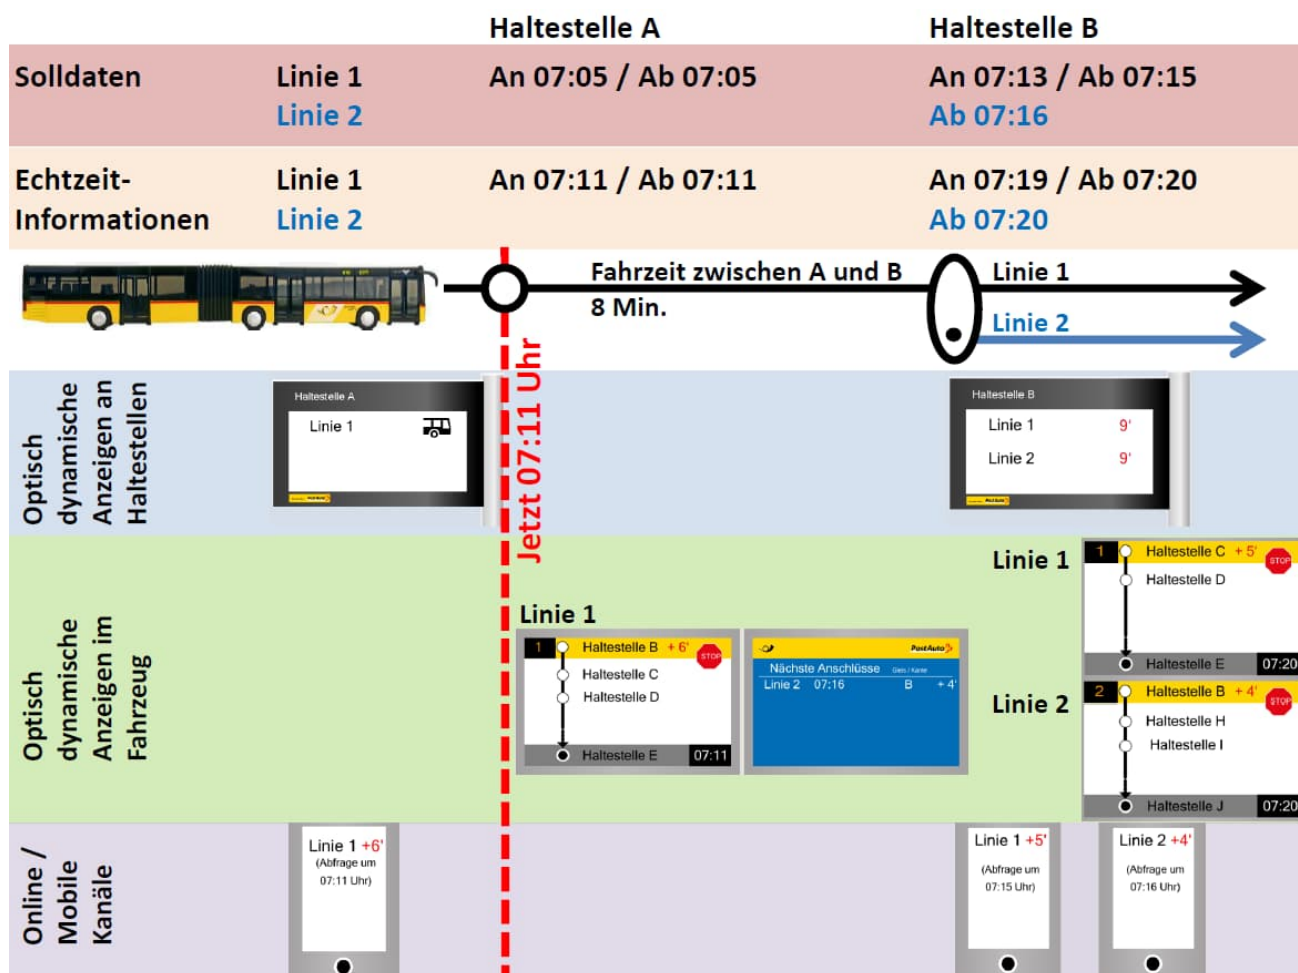 Haltestelle A Haltestelle B
Solldaten Linie 1 An 07:05 / Ab 07:05 An 07:13 / Ab 07:15
Linie 2 Ab 07:16
Echtzeit- Linie 1 An 07:11 / Ab 07:11 An 07:19 / Ab 07:20
Informationen Linie 2 Ab 07:20
Fahrzeit zwischen A und B
8 Min.
Linie 1
Linie 2
Jetzt 07:11 Uhr
Optisch
dynamische
Anzeigen an
Haltestellen
Haltestelle A
Linie 1
PostAuto
Haltestelle B
Linie 1 9'
Linie 2 9'
PostAuto
Optisch
dynamische
Anzeigen im
Fahrzeug
Linie 1
1 Haltestelle B + 6' STOP
Haltestelle C
Haltestelle D
Haltestelle E 07:11
PostAuto
Nächste Anschlüsse Gleis / Kante
Linie 2 07:16 B + 4'
Linie 1
1 Haltestelle C + 5' STOP
Haltestelle D
Haltestelle E 07:20
Linie 2
2 Haltestelle B + 4' STOP
Haltestelle H
Haltestelle I
Haltestelle J 07:20
Online /
Mobile
Kanäle
Linie 1 +6'
(Abfrage um
07:11 Uhr)
Linie 1 +5'
(Abfrage um
07:15 Uhr)
Linie 2 +4'
(Abfrage um
07:16 Uhr)